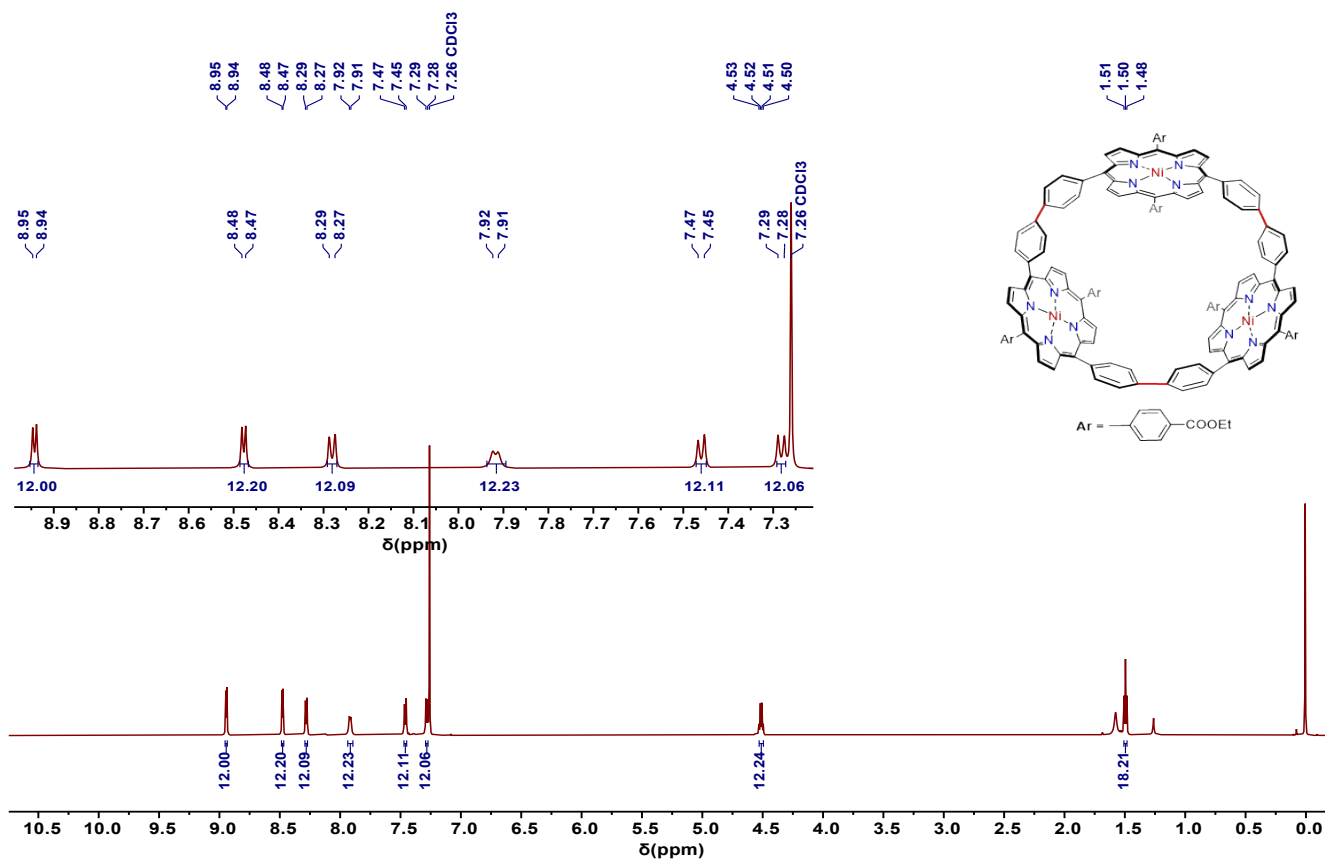 8.95
8.94
8.48
8.47
8.29
8.27
7.92
7.91
7.47
7.45
7.29
7.28
7.26 CDCl3
4.53
4.52
4.51
4.50
1.51
1.50
1.48
8.95
8.94
8.48
8.47
8.29
8.27
7.92
7.91
7.47
7.45
7.29
7.28
7.26 CDCl3
12.00 12.20 12.09 12.23 12.11 12.06
8.9 8.8 8.7 8.6 8.5 8.4 8.3 8.2 8.1 8.0 7.9 7.8 7.7 7.6 7.5 7.4 7.3
δ(ppm)
Ar
N N
Ni
N N
Ar
Ar
N
N Ni
N
N
Ar
Ar
N
Ni N
N
N
Ar
Ar = COOEt
12.00
12.20
12.09
12.23
12.11
12.06
12.24
18.21
10.5 10.0 9.5 9.0 8.5 8.0 7.5 7.0 6.5 6.0 5.5 5.0 4.5 4.0 3.5 3.0 2.5 2.0 1.5 1.0 0.5 0.0
δ(ppm)